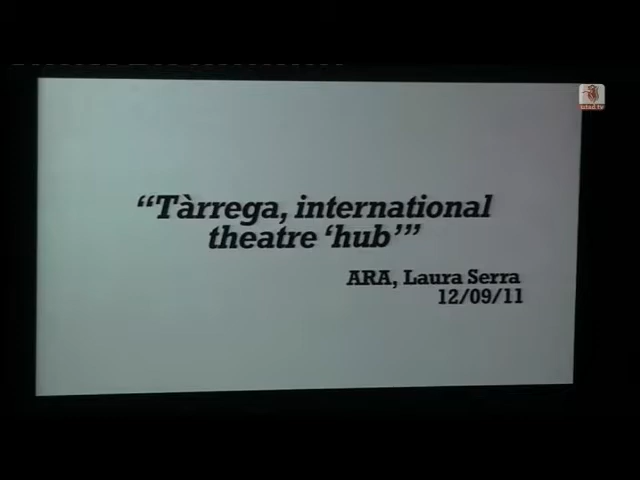 “Tàrrega, international
theatre ‘hub’”
ARA, Laura Serra
12/09/11